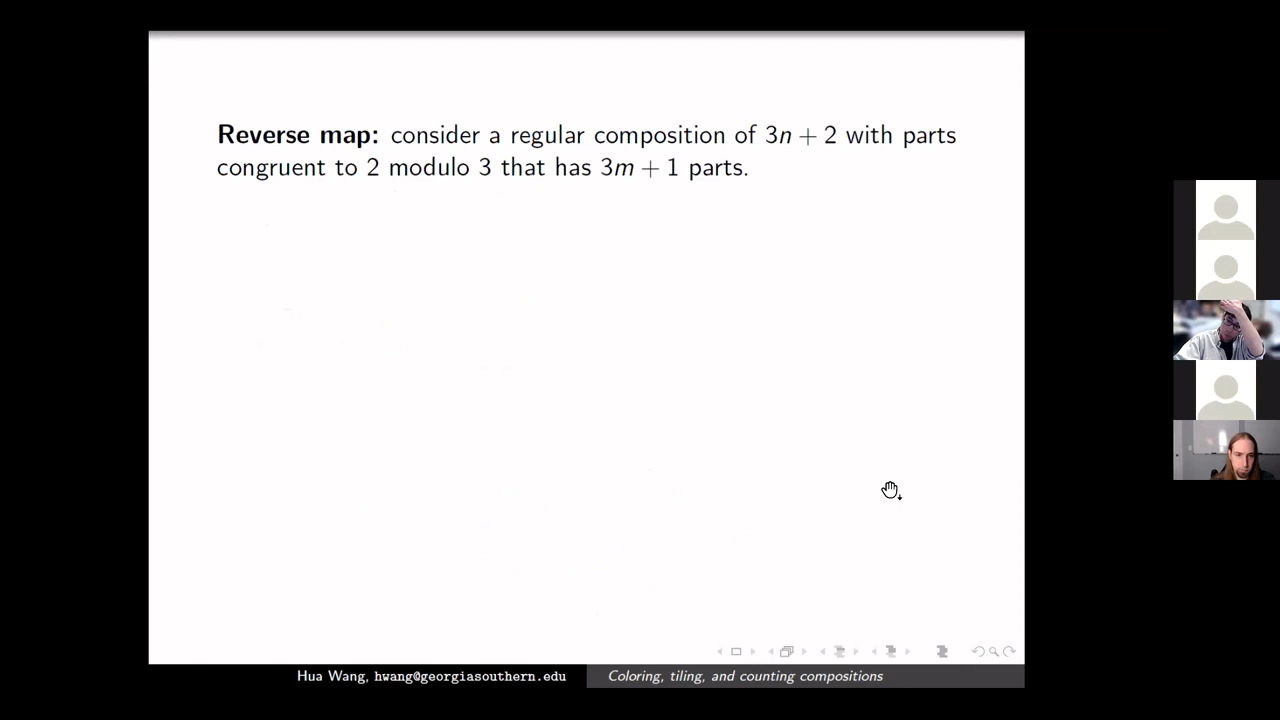 Reverse map: consider a regular composition of 3n + 2 with parts
congruent to 2 modulo 3 that has 3m + 1 parts.
Hua Wang, hwang@georgiasouthern.edu
Coloring, tiling, and counting compositions